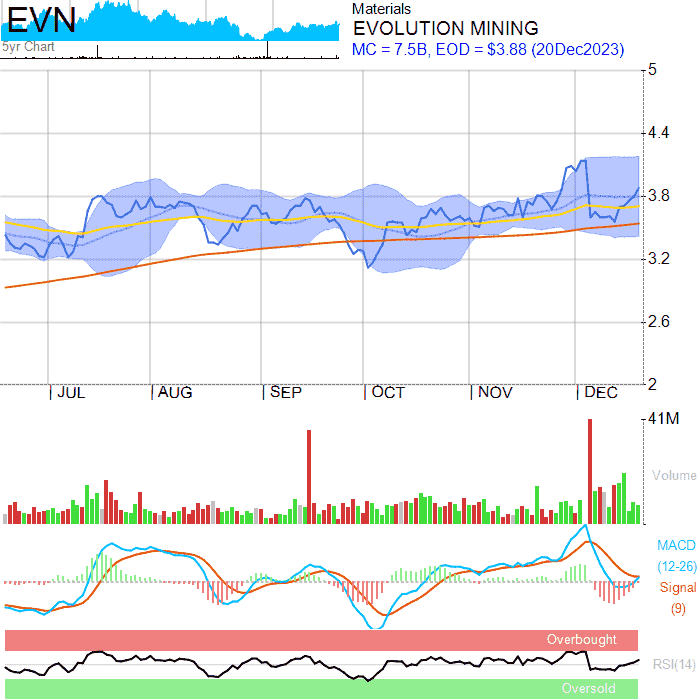 EVN
5yr Chart
Materials
EVOLUTION MINING
MC = 7.5B, EOD = $3.88 (20Dec2023)
5
4.4
3.8
3.2
2.6
2
JUL AUG SEP OCT NOV DEC
41M
Volume
MACD
(12-26)
Signal
(9)
Overbought
RSI(14)
Oversold